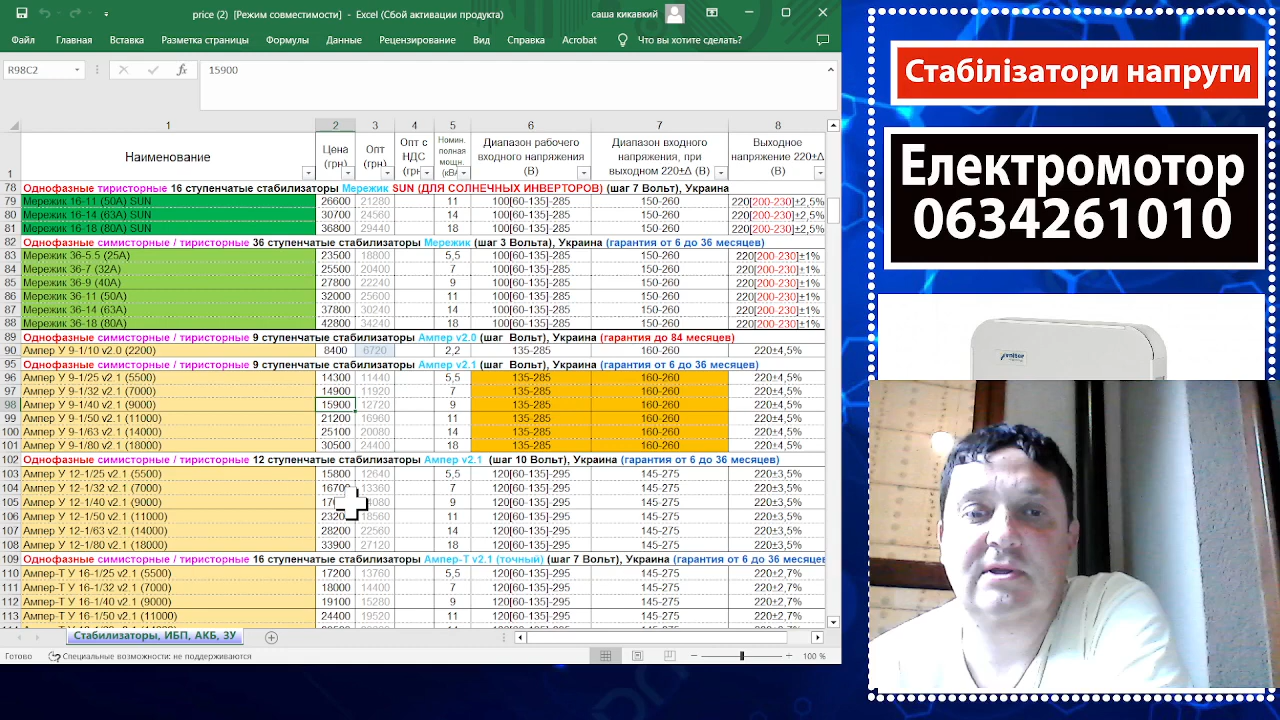 price (2) [Режим совместимости] - Excel (Сбой активации продукта)
саша кикавкий
Файл Главная Вставка Разметка страницы Формулы Данные Рецензирование Вид Справка Acrobat Что вы хотите сделать?
R98C2 fx 15900
1 2 3 4 5 6 7 8
1 Наименование Цена (грн) Опт (грн) Опт с НДС (грн Номин. полная мощн. (кВА Диапазон рабочего входного напряжения (В) Диапазон входного напряжения, при выходном 220±Δ (В) Выходное напряжение 220±Δ (В)
78 Однофазные тиристорные 16 ступенчатые стабилизаторы Мережик SUN (ДЛЯ СОЛНЕЧНЫХ ИНВЕРТОРОВ) (шаг 7 Вольт), Украина
79 Мережик 16-11 (50А) SUN 26600 21280 11 100[60-135]-285 150-260 220[200-230]±2,5%
80 Мережик 16-14 (63А) SUN 30700 24560 14 100[60-135]-285 150-260 220[200-230]±2,5%
81 Мережик 16-18 (80А) SUN 36800 29440 18 100[60-135]-285 150-260 220[200-230]±2,5%
82 Однофазные симисторные / тиристорные 36 ступенчатые стабилизаторы Мережик (шаг 3 Вольта), Украина (гарантия от 6 до 36 месяцев)
83 Мережик 36-5.5 (25А) 23500 18800 5,5 100[60-135]-285 150-260 220[200-230]±1%
84 Мережик 36-7 (32А) 25500 20400 7 100[60-135]-285 150-260 220[200-230]±1%
85 Мережик 36-9 (40А) 27800 22240 9 100[60-135]-285 150-260 220[200-230]±1%
86 Мережик 36-11 (50А) 32000 25600 11 100[60-135]-285 150-260 220[200-230]±1%
87 Мережик 36-14 (63А) 37800 30240 14 100[60-135]-285 150-260 220[200-230]±1%
88 Мережик 36-18 (80А) 42800 34240 18 100[60-135]-285 150-260 220[200-230]±1%
89 Однофазные симисторные / тиристорные 9 ступенчатые стабилизаторы Ампер v2.0 (шаг Вольт), Украина (гарантия до 84 месяцев)
90 Ампер У 9-1/10 v2.0 (2200) 8400 6720 2,2 135-285 160-260 220±4,5%
95 Однофазные симисторные / тиристорные 9 ступенчатые стабилизаторы Ампер v2.1 (шаг Вольт), Украина (гарантия от 6 до 36 месяцев)
96 Ампер У 9-1/25 v2.1 (5500) 14300 11440 5,5 135-285 160-260 220±4,5%
97 Ампер У 9-1/32 v2.1 (7000) 14900 11920 7 135-285 160-260 220±4,5%
98 Ампер У 9-1/40 v2.1 (9000) 15900 12720 9 135-285 160-260 220±4,5%
99 Ампер У 9-1/50 v2.1 (11000) 21200 16960 11 135-285 160-260 220±4,5%
100 Ампер У 9-1/63 v2.1 (14000) 25100 20080 14 135-285 160-260 220±4,5%
101 Ампер У 9-1/80 v2.1 (18000) 30500 24400 18 135-285 160-260 220±4,5%
102 Однофазные симисторные / тиристорные 12 ступенчатые стабилизаторы Ампер v2.1 (шаг 10 Вольт), Украина (гарантия от 6 до 36 месяцев)
103 Ампер У 12-1/25 v2.1 (5500) 15800 12640 5,5 120[60-135]-295 145-275 220±3,5%
104 Ампер У 12-1/32 v2.1 (7000) 16700 13360 7 120[60-135]-295 145-275 220±3,5%
105 Ампер У 12-1/40 v2.1 (9000) 9 120[60-135]-295 145-275 220±3,5%
106 Ампер У 12-1/50 v2.1 (11000) 23200 18560 11 120[60-135]-295 145-275 220±3,5%
107 Ампер У 12-1/63 v2.1 (14000) 28200 22560 14 120[60-135]-295 145-275 220±3,5%
108 Ампер У 12-1/80 v2.1 (18000) 33900 27120 18 120[60-135]-295 145-275 220±3,5%
109 Однофазные симисторные / тиристорные 16 ступенчатые стабилизаторы Ампер-Т v2.1 (точный) (шаг 7 Вольт), Украина (гарантия от 6 до 36 месяцев
110 Ампер-Т У 16-1/25 v2.1 (5500) 17200 13760 5,5 120[60-135]-295 145-275 220±2,7%
111 Ампер-Т У 16-1/32 v2.1 (7000) 18000 14400 7 120[60-135]-295 145-275 220±2,7%
112 Ампер-Т У 16-1/40 v2.1 (9000) 19100 15280 9 120[60-135]-295 145-275 220±2,7%
113 Ампер-Т У 16-1/50 v2.1 (11000) 24400 19520 11 120[60-135]-295 145-275 220±2,7%
Стабилизаторы, ИБП, АКБ, ЗУ
Готово Специальные возможности: не поддерживаются 100 %
Стабілізатори напруги
Електромотор
0634261010